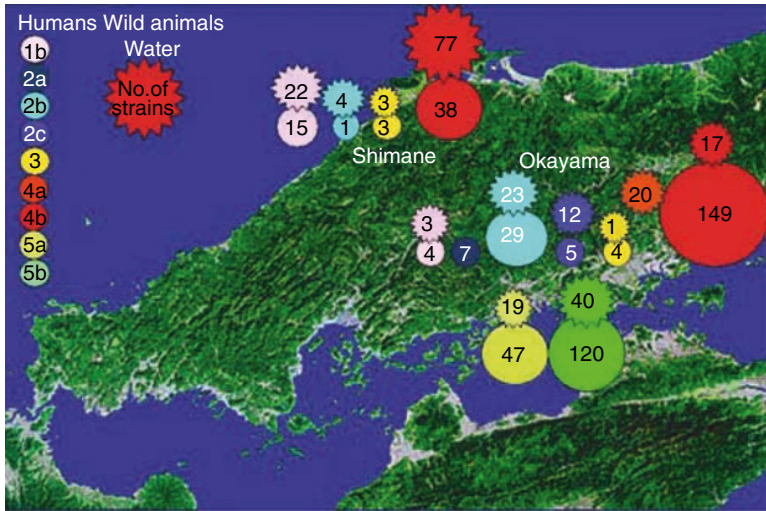 Humans Wild animals
Water
1b
2a
2b
2c
3
4a
4b
5a
5b
No.of
strains
77
22
4
3
15
1
3
38
Shimane
Okayama
17
23
20
12
3
1
149
29
4
7
5
4
19
40
47
120